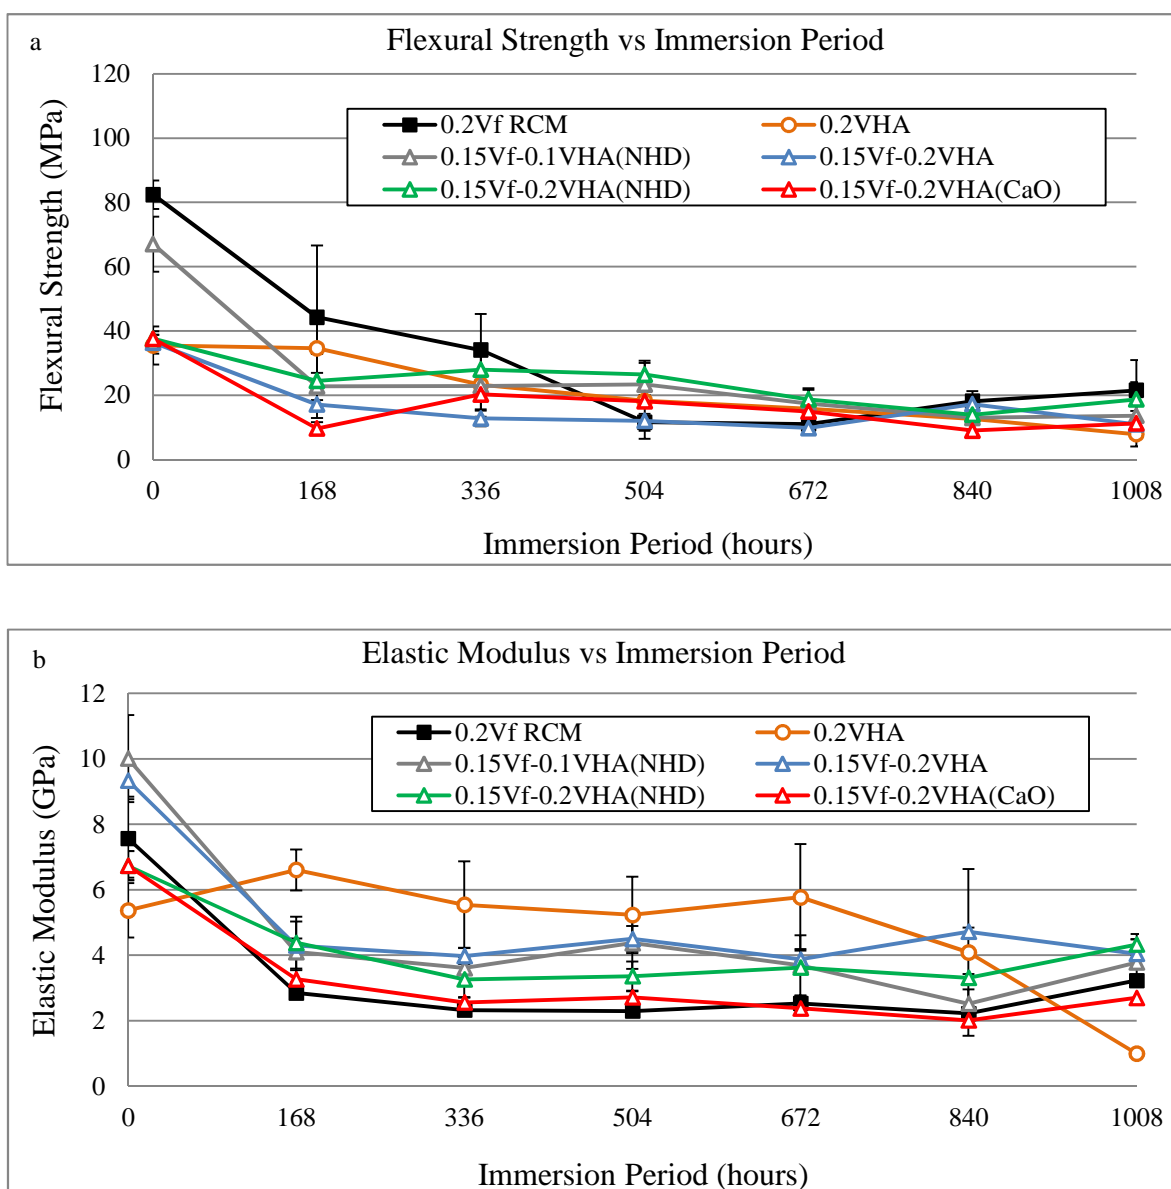 a
Flexural Strength vs Immersion Period
120
100
80
60
40
20
0
Flexural Strength (MPa)
0.2Vf RCM 0.2VHA
0.15Vf-0.1VHA(NHD) 0.15Vf-0.2VHA
0.15Vf-0.2VHA(NHD) 0.15Vf-0.2VHA(CaO)
0 168 336 504 672 840 1008
Immersion Period (hours)
b
Elastic Modulus vs Immersion Period
12
10
8
6
4
2
0
Elastic Modulus (GPa)
0.2Vf RCM 0.2VHA
0.15Vf-0.1VHA(NHD) 0.15Vf-0.2VHA
0.15Vf-0.2VHA(NHD) 0.15Vf-0.2VHA(CaO)
0 168 336 504 672 840 1008
Immersion Period (hours)